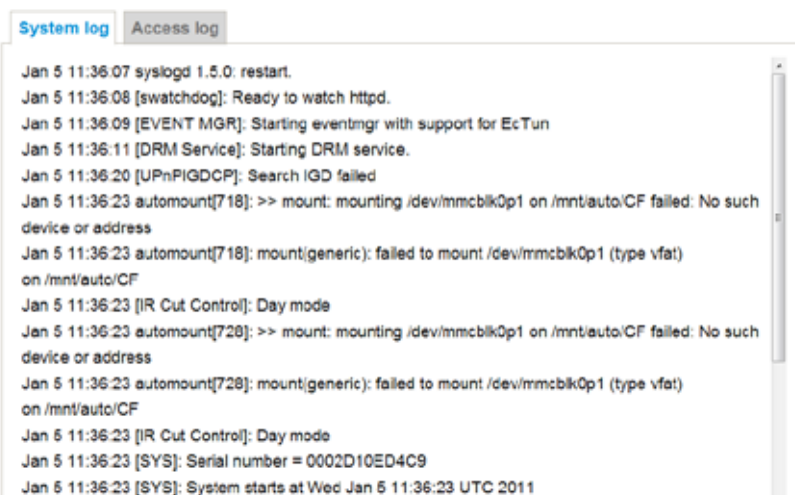 System log Access log
Jan 5 11:36:07 syslogd 1.5.0: restart.
Jan 5 11:36:08 [swatchdog]: Ready to watch httpd.
Jan 5 11:36:09 [EVENT MGR]: Starting eventmgr with support for EcTun
Jan 5 11:36:11 [DRM Service]: Starting DRM service.
Jan 5 11:36:20 [UPnPIGDCP]: Search IGD failed
Jan 5 11:36:23 automount[718]: >> mount: mounting /dev/mmcblk0p1 on /mnt/auto/CF failed: No such
device or address
Jan 5 11:36:23 automount[718]: mount(generic): failed to mount /dev/mmcblk0p1 (type vfat)
on /mnt/auto/CF
Jan 5 11:36:23 [IR Cut Control]: Day mode
Jan 5 11:36:23 automount[728]: >> mount: mounting /dev/mmcblk0p1 on /mnt/auto/CF failed: No such
device or address
Jan 5 11:36:23 automount[728]: mount(generic): failed to mount /dev/mmcblk0p1 (type vfat)
on /mnt/auto/CF
Jan 5 11:36:23 [IR Cut Control]: Day mode
Jan 5 11:36:23 [SYS]: Serial number = 0002D10ED4C9
Jan 5 11:36:23 [SYS]: System starts at Wed Jan 5 11:36:23 UTC 2011